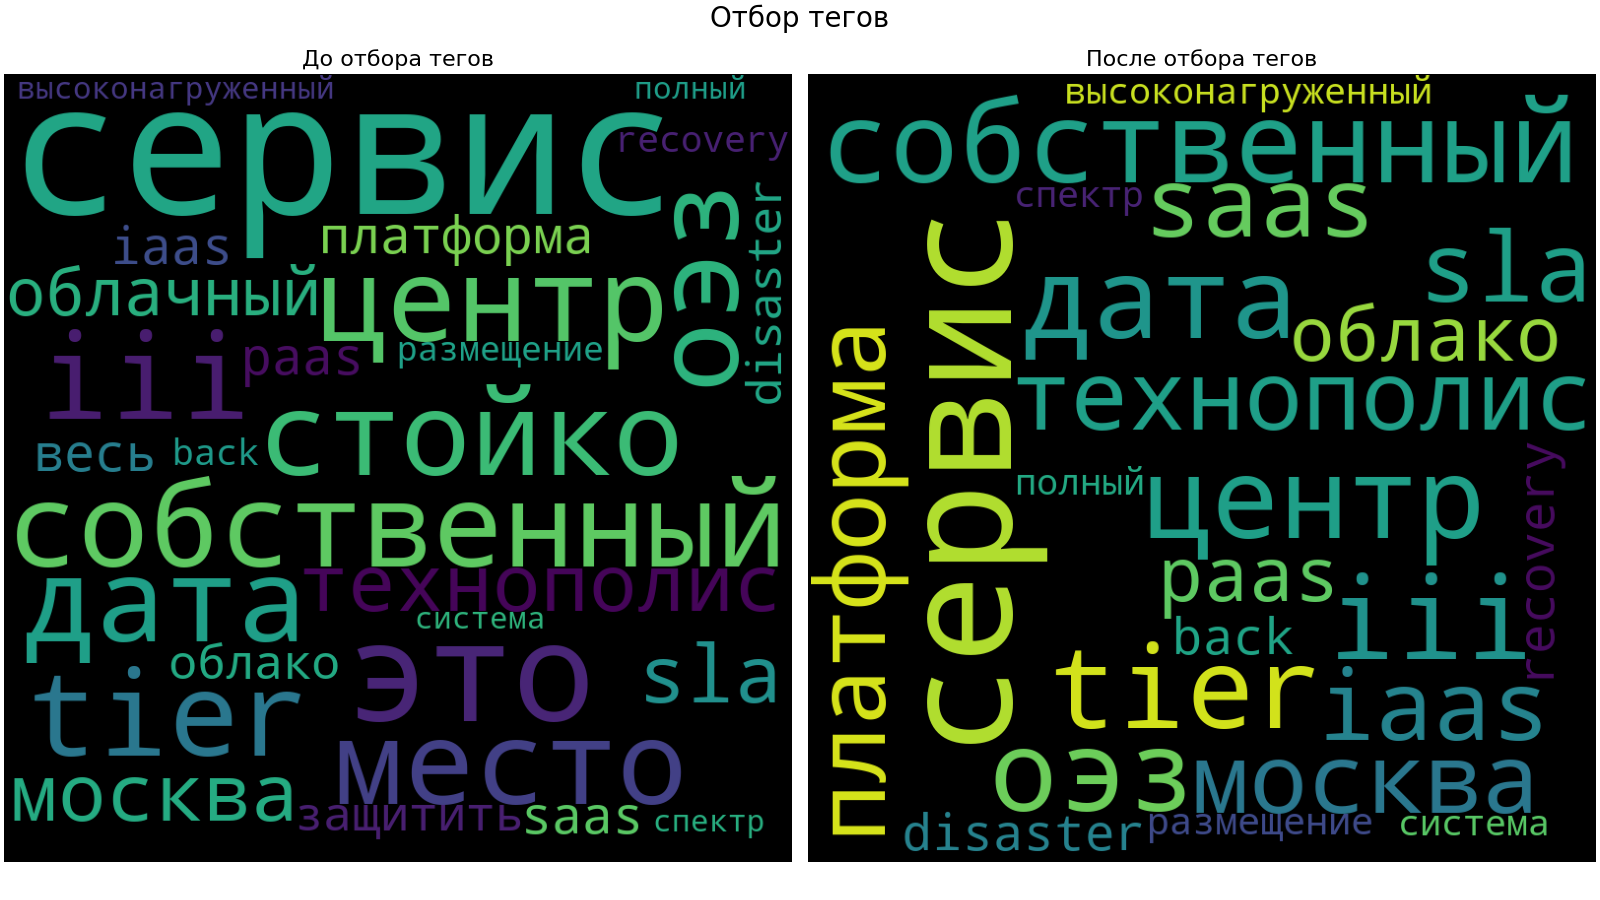 Отбор тегов
До отбора тегов
высоконагруженный
полный
сервис
recovery
оэз
disaster
iaas
платформа
облачный
центр
iii
paas
размещение
стойко
весь
back
собственный
дата
технополис
система
облако
это
sla
tier
место
москва
защитить
saas
спектр
После отбора тегов
высоконагруженный
собственный
спектр
saas
сервис
sla
дата
облако
платформа
технополис
recovery
полный
центр
paas
iii
back
tier
iaas
оэз
москва
disaster
размещение
система